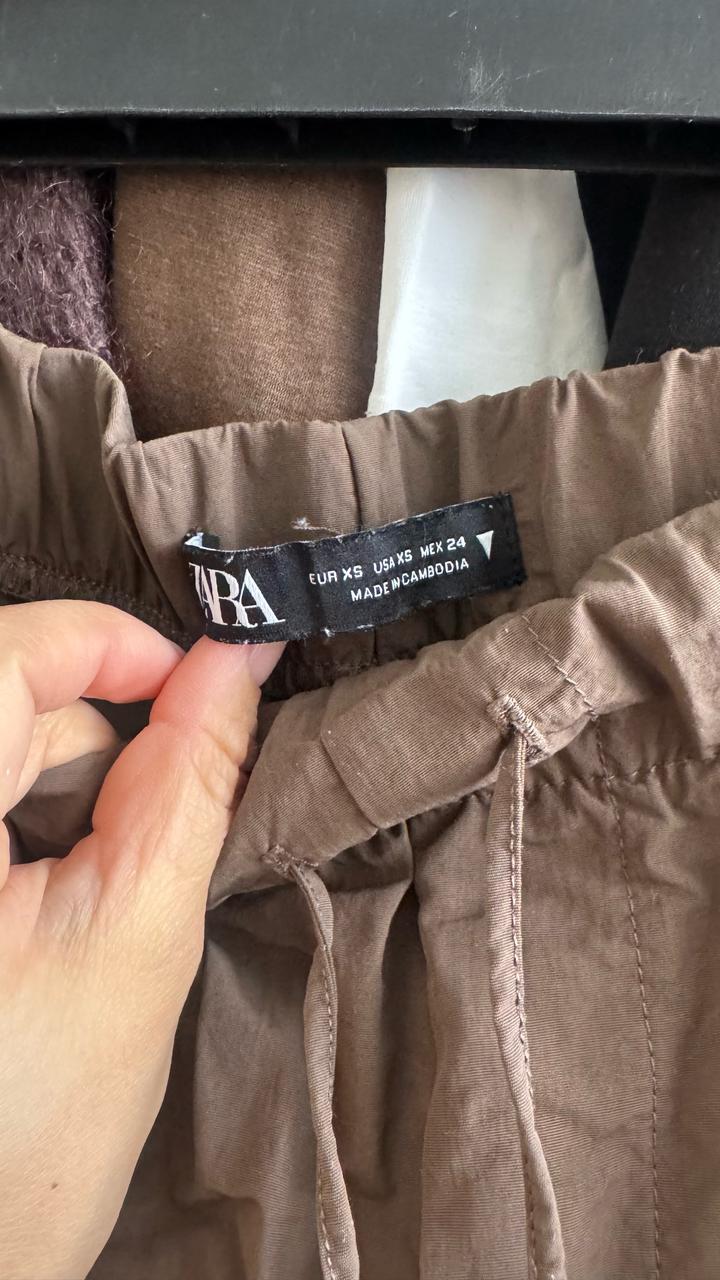 ZARA
EUR XS USA XS MEX 24
MADE IN CAMBODIA